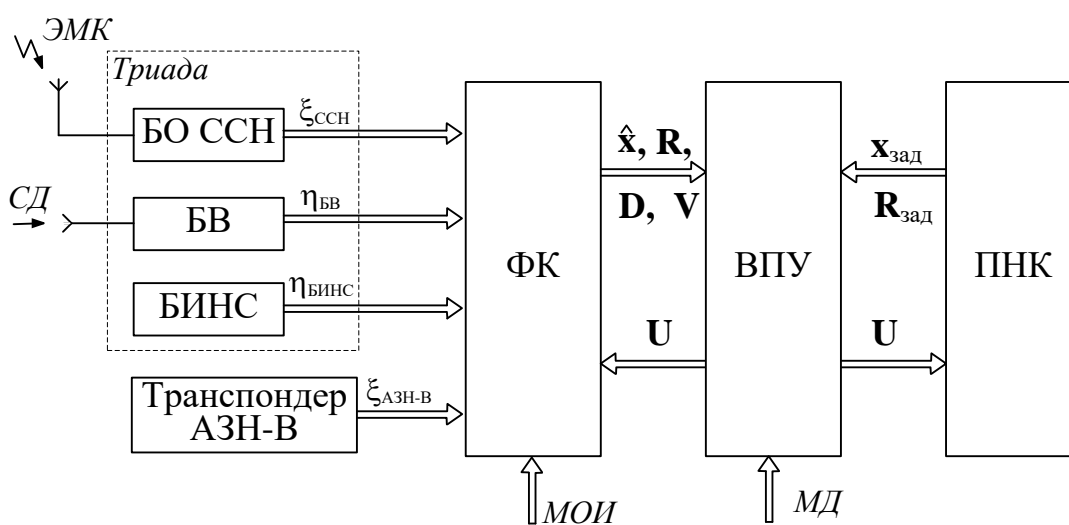 ЭМК
Триада
БО ССН
ξССН
СД
БВ
ηБВ
БИНС
ηБИНС
Транспондер
АЗН-В
ξАЗН-В
ФК
x̂, R,
D, V
U
ВПУ
xзад
Rзад
U
ПНК
МОИ
МД